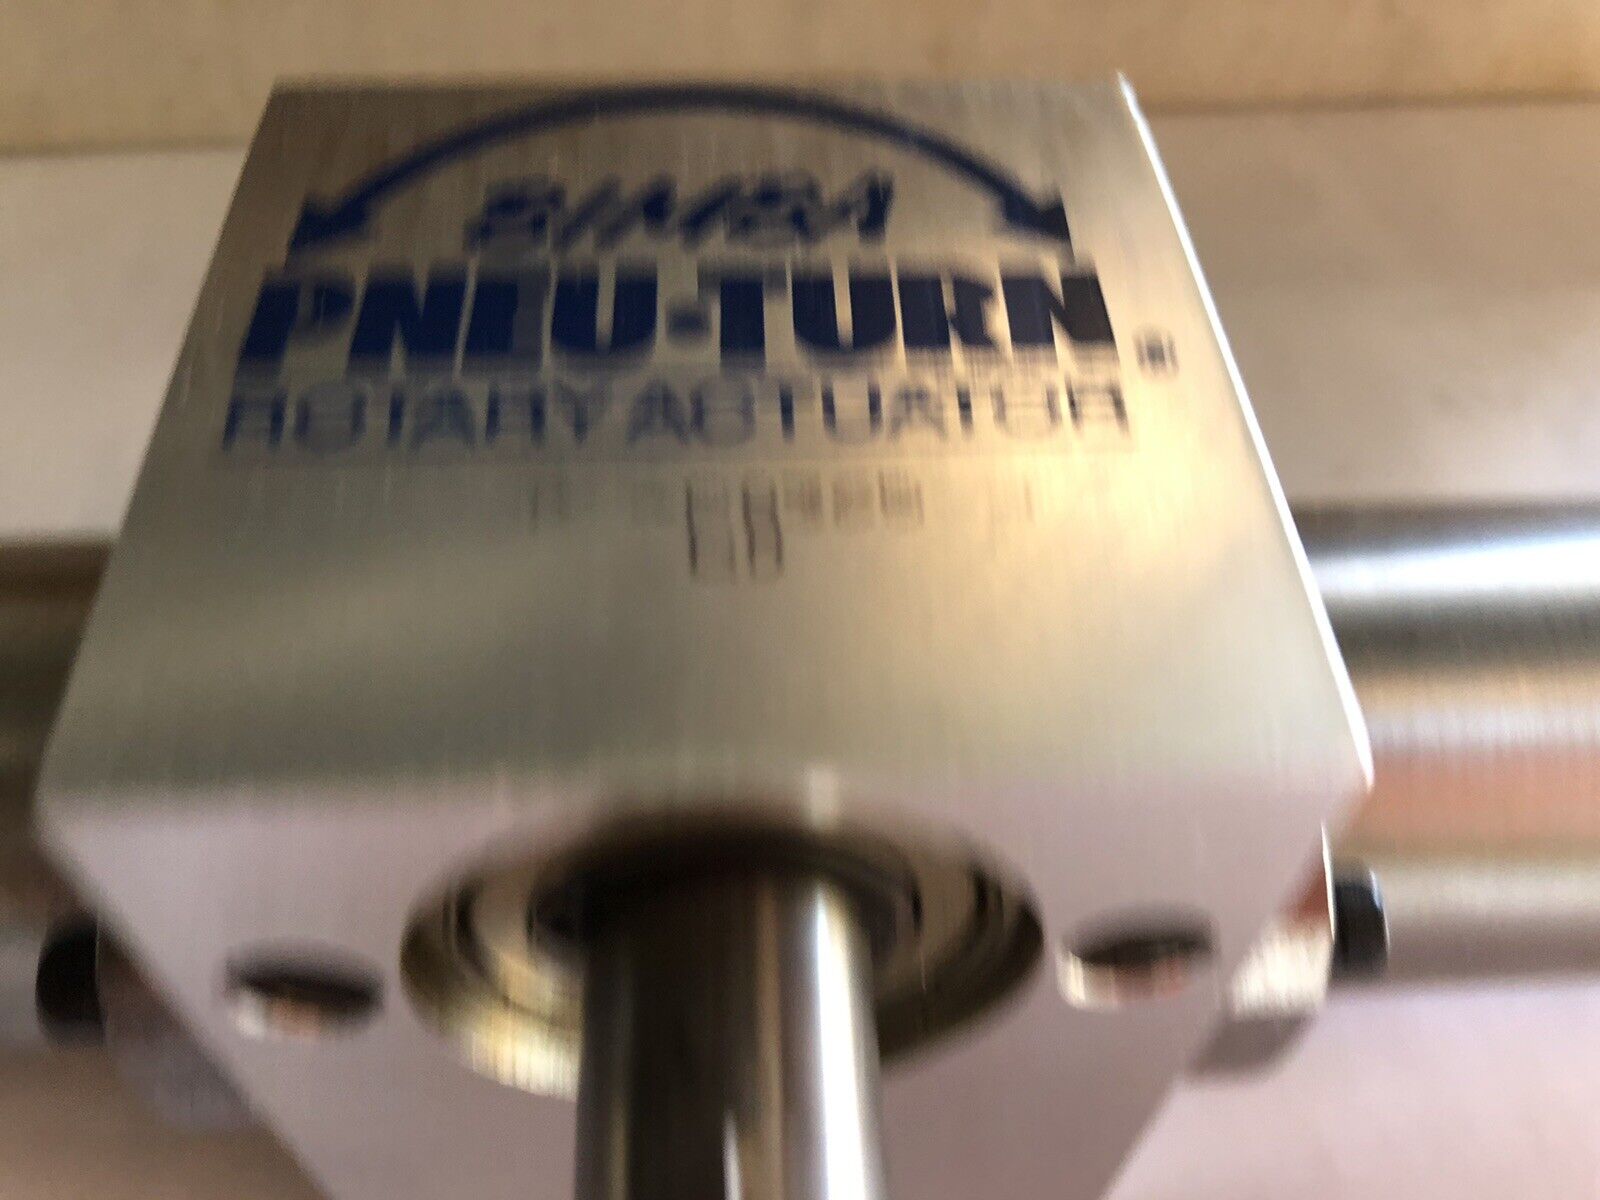 BIMBA
PNEU-TURN®
ROTARY ACTUATOR